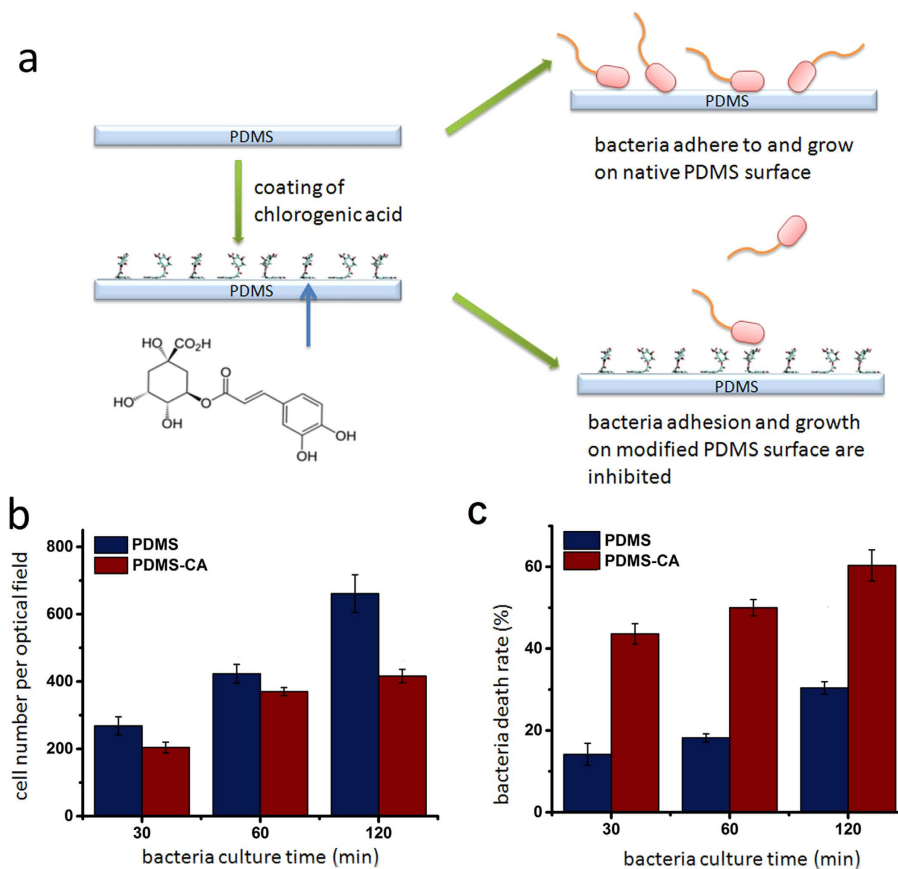 a
PDMS
coating of
chlorogenic acid
PDMS
HO
CO₂H
HO
OH
O
O
OH
OH
PDMS
bacteria adhere to and grow
on native PDMS surface
PDMS
bacteria adhesion and growth
on modified PDMS surface are
inhibited
b
PDMS
PDMS-CA
cell number per optical field
800
600
400
200
0
30 60 120
bacteria culture time (min)
c
PDMS
PDMS-CA
bacteria death rate (%)
60
40
20
0
30 60 120
bacteria culture time (min)